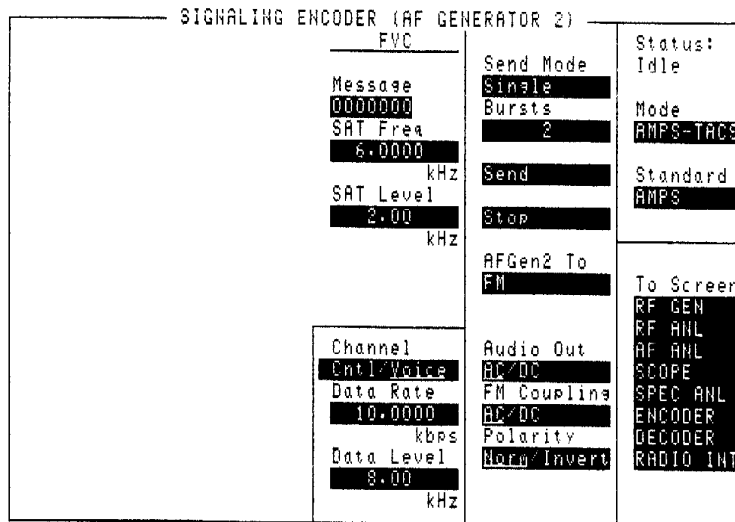 SIGNALING ENCODER (AF GENERATOR 2)
FVC
Message
0000000
SAT Freq
6.0000
kHz
SAT Level
2.00
kHz
Channel
Cntl/Voice
Data Rate
10.0000
kbps
Data Level
8.00
kHz
Send Mode
Single
Bursts
2
Send
Stop
AFGen2 To
FM
Audio Out
AC/DC
FM Coupling
AC/DC
Polarity
Norm/Invert
Status:
Idle
Mode
AMPS-TACS
Standard
AMPS
To Screen
RF GEN
RF ANL
AF ANL
SCOPE
SPEC ANL
ENCODER
DECODER
RADIO INT